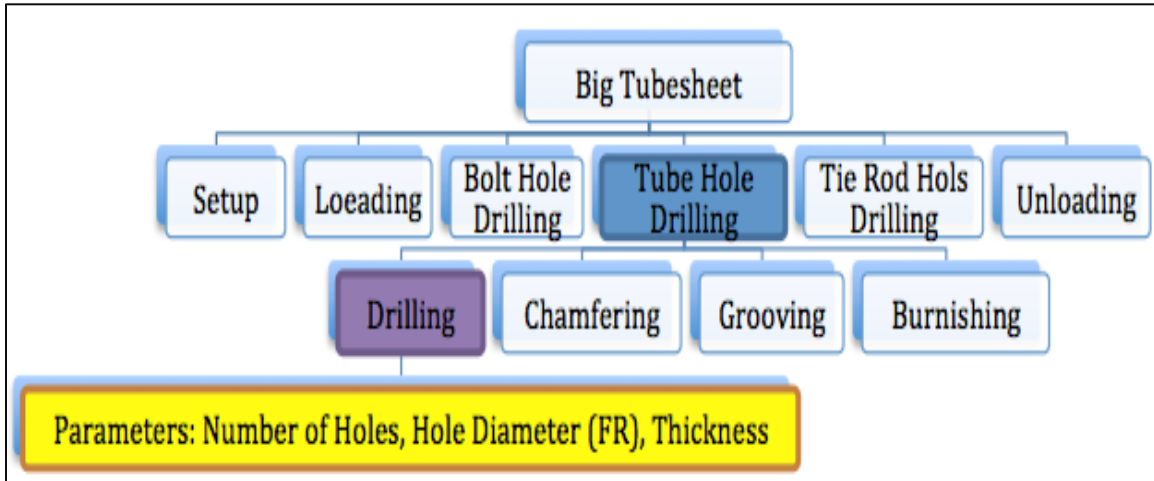 Big Tubesheet
Setup
Loeading
Bolt Hole
Drilling
Tube Hole
Drilling
Tie Rod Hols
Drilling
Unloading
Drilling
Chamfering
Grooving
Burnishing
Parameters: Number of Holes, Hole Diameter (FR), Thickness